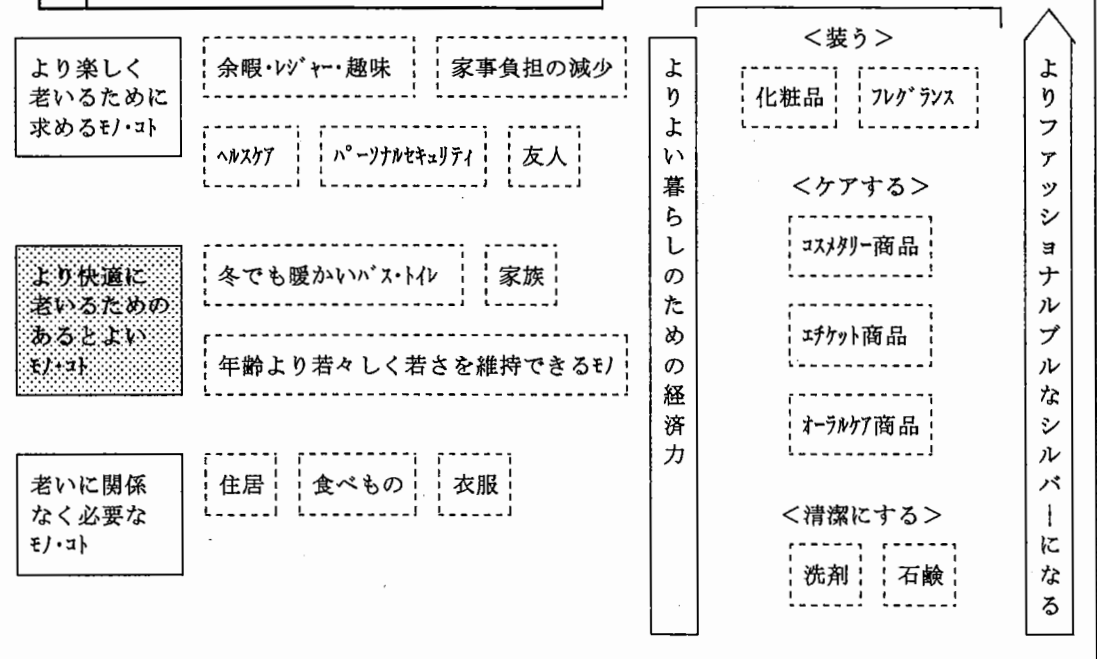 より楽しく
老いるために
求めるﾓﾉ・ｺﾄ
余暇・ﾚｼﾞｬｰ・趣味
家事負担の減少
ﾍﾙｽｹｱ
ﾊﾟｰｿﾅﾙｾｷｭﾘﾃｨ
友人
より快適に
老いるための
あるとよい
ﾓﾉ・ｺﾄ
冬でも暖かいﾊﾞｽ・ﾄｲﾚ
家族
年齢より若々しく若さを維持できるﾓﾉ
老いに関係
なく必要な
ﾓﾉ・ｺﾄ
住居
食べもの
衣服
よりよい暮らしのための経済力
＜装う＞
化粧品
ﾌﾚｸﾞﾗﾝｽ
＜ケアする＞
ｺｽﾒﾀﾘｰ商品
ｴﾁｹｯﾄ商品
ｵｰﾗﾙｹｱ商品
＜清潔にする＞
洗剤
石鹸
よりファッショナルブルなシルバーになる